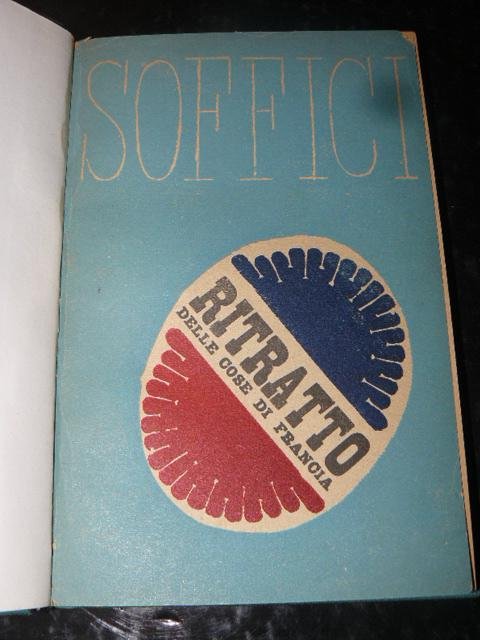 SOFFICI
RITRATTO
DELLE COSE DI FRANCIA